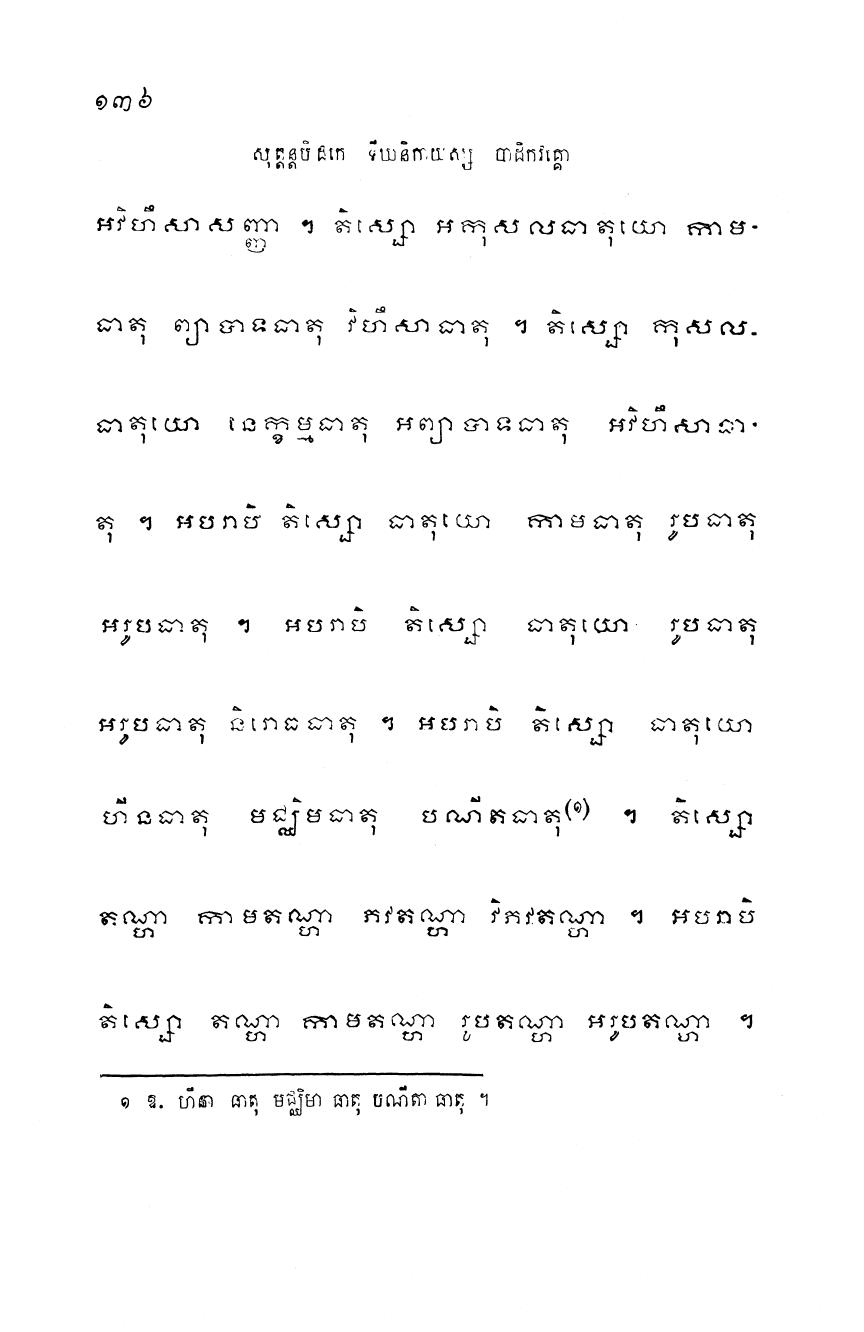 ១៣៦
សុត្តន្តបិដកេ ទីឃនិកាយស្ស បាដិកវគ្គោ
អវិហឹសាសញ្ញា ។ តិស្សោ អកុសលធាតុយោ កាម-
ធាតុ ព្យាបាទធាតុ វិហឹសាធាតុ ។ តិស្សោ កុសល-
ធាតុយោ នេក្ខម្មធាតុ អព្យាបាទធាតុ អវិហឹសាធា-
តុ ។ អបរាបិ តិស្សោ ធាតុយោ កាមធាតុ រូបធាតុ
អរូបធាតុ ។ អបរាបិ តិស្សោ ធាតុយោ រូបធាតុ
អរូបធាតុ និរោធធាតុ ។ អបរាបិ តិស្សោ ធាតុយោ
ហីនធាតុ មជ្ឈិមធាតុ បណីតធាតុ(១) ។ តិស្សោ
តណ្ហា កាមតណ្ហា ភវតណ្ហា វិភវតណ្ហា ។ អបរាបិ
តិស្សោ តណ្ហា កាមតណ្ហា រូបតណ្ហា អរូបតណ្ហា ។
១ ឱ. ហីនា ធាតុ មជ្ឈិមា ធាតុ បណីតា ធាតុ ។